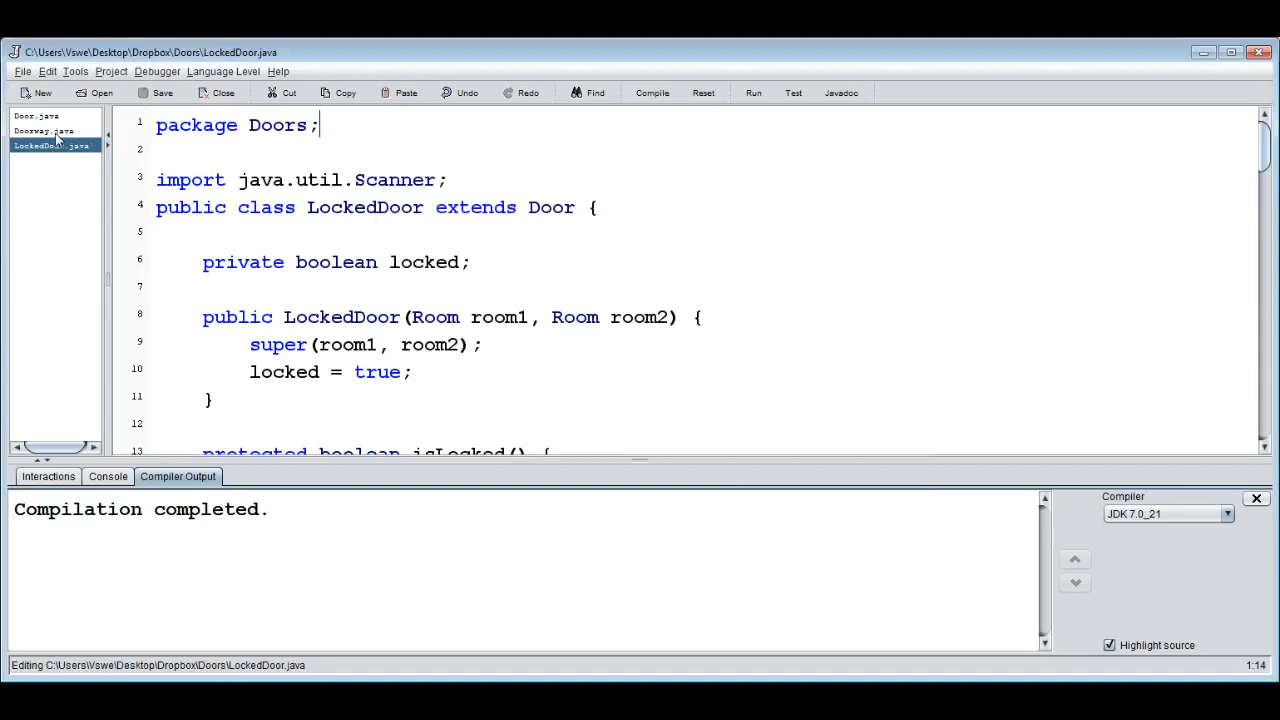 C:\Users\Vswe\Desktop\Dropbox\Doors\LockedDoor.java
File Edit Tools Project Debugger Language Level Help
New Open Save Close Cut Copy Paste Undo Redo Find Compile Reset Run Test Javadoc
Door.java
Doorway.java
1 package Doors;
2
3 import java.util.Scanner;
4 public class LockedDoor extends Door {
5
6 private boolean locked;
7
8 public LockedDoor(Room room1, Room room2) {
9 super(room1, room2);
10 locked = true;
11 }
12
13 protected boolean isLocked() {
Interactions Console Compiler Output
Compilation completed.
Compiler
JDK 7.0_21
Highlight source
Editing C:\Users\Vswe\Desktop\Dropbox\Doors\LockedDoor.java
1:14